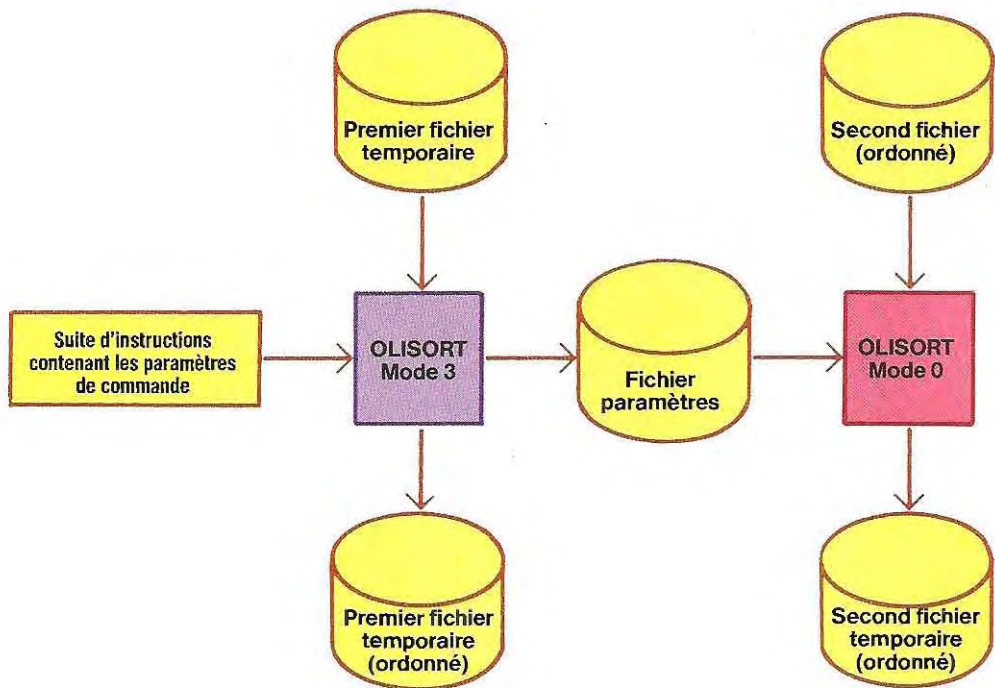 Premier fichier
temporaire
Second fichier
(ordonné)
Suite d'instructions
contenant les paramètres
de commande
OLISORT
Mode 3
Fichier
paramètres
OLISORT
Mode 0
Premier fichier
temporaire
(ordonné)
Second fichier
temporaire
(ordonné)